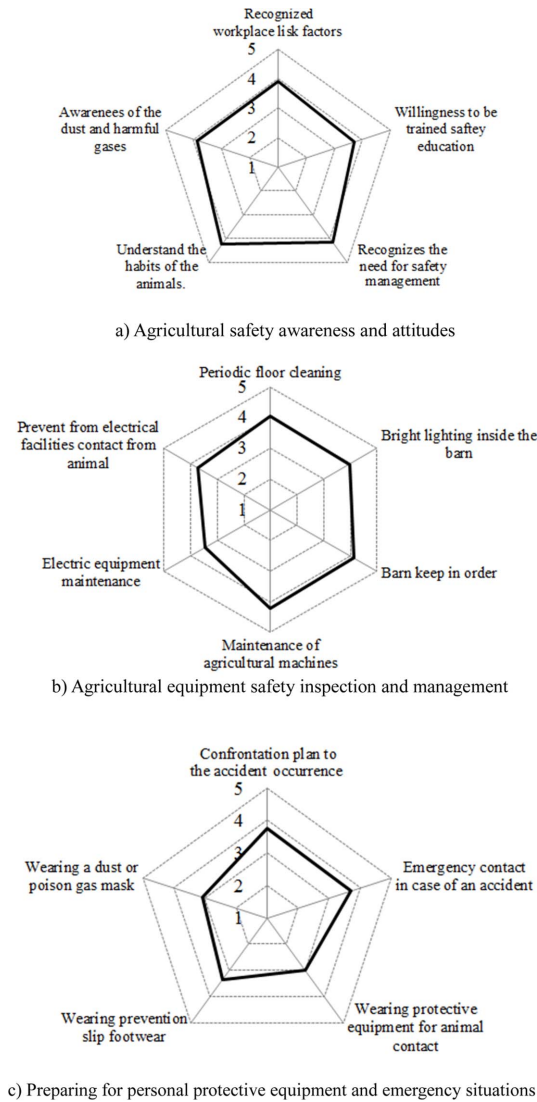 Recognized
workplace lisk factors
5
4
3
2
1
Awarenees of the
dust and harmful
gases
Willingness to be
trained saftey
education
Understand the
habits of the
animals.
Recognizes the
need for safety
management
a) Agricultural safety awareness and attitudes
Periodic floor cleaning
5
4
3
2
1
Prevent from electrical
facilities contact from
animal
Bright lighting inside the
barn
Electric equipment
maintenance
Barn keep in order
Maintenance of
agricultural machines
b) Agricultural equipment safety inspection and management
Confrontation plan to
the accident occurrence
5
4
3
2
1
Wearing a dust or
poison gas mask
Emergency contact
in case of an accident
Wearing prevention
slip footwear
Wearing protective
equipment for animal
contact
c) Preparing for personal protective equipment and emergency situations